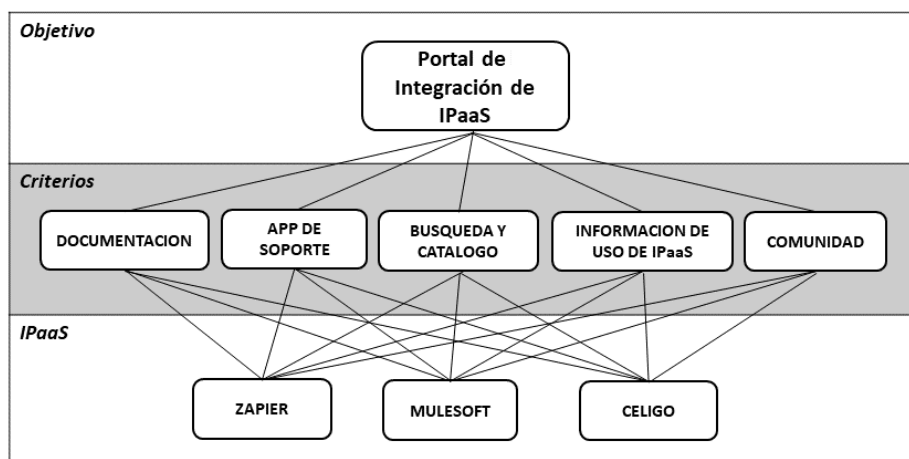 Objetivo
Portal de
Integración de
IPaaS
Criterios
DOCUMENTACION
APP DE
SOPORTE
BUSQUEDA Y
CATALOGO
INFORMACION DE
USO DE IPaaS
COMUNIDAD
IPaaS
ZAPIER
MULESOFT
CELIGO